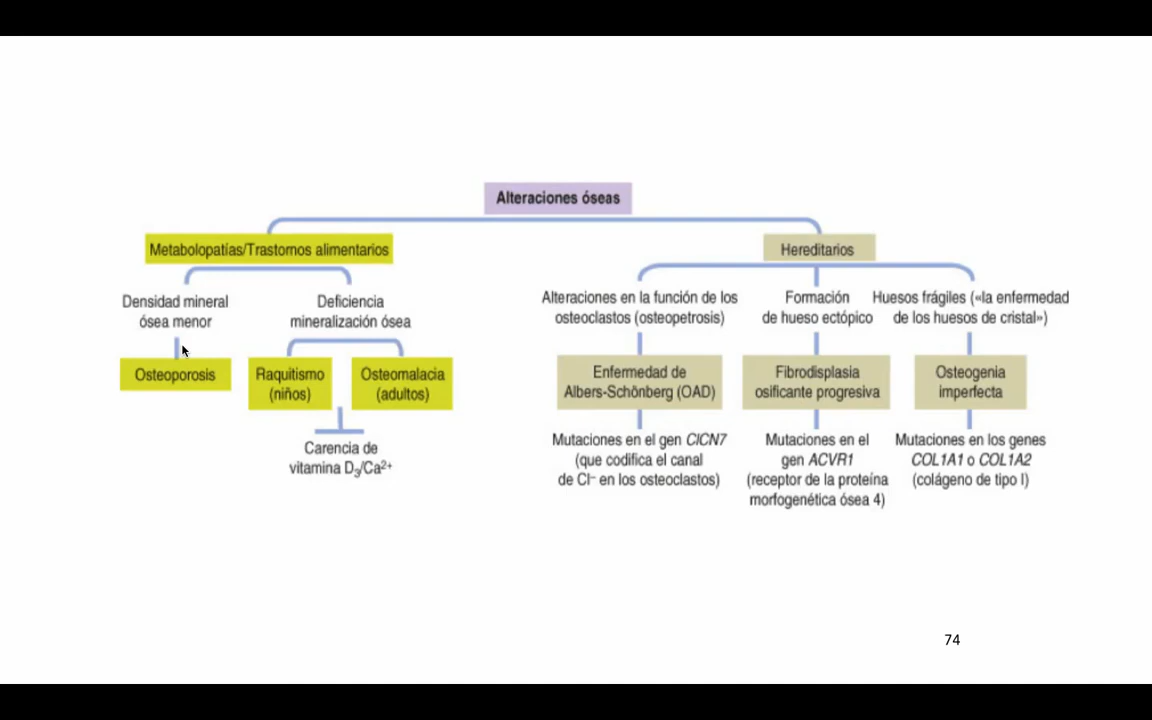 Alteraciones óseas
Metabolopatías/Trastornos alimentarios
Densidad mineral
ósea menor
Osteoporosis
Deficiencia
mineralización ósea
Raquitismo
(niños)
Osteomalacia
(adultos)
Carencia de
vitamina D₃/Ca²⁺
Hereditarios
Alteraciones en la función de los
osteoclastos (osteopetrosis)
Enfermedad de
Albers-Schönberg (OAD)
Mutaciones en el gen ClCN7
(que codifica el canal
de Cl⁻ en los osteoclastos)
Formación
de hueso ectópico
Fibrodisplasia
osificante progresiva
Mutaciones en el
gen ACVR1
(receptor de la proteína
morfogenética ósea 4)
Huesos frágiles («la enfermedad
de los huesos de cristal»)
Osteogenia
imperfecta
Mutaciones en los genes
COL1A1 o COL1A2
(colágeno de tipo I)
74